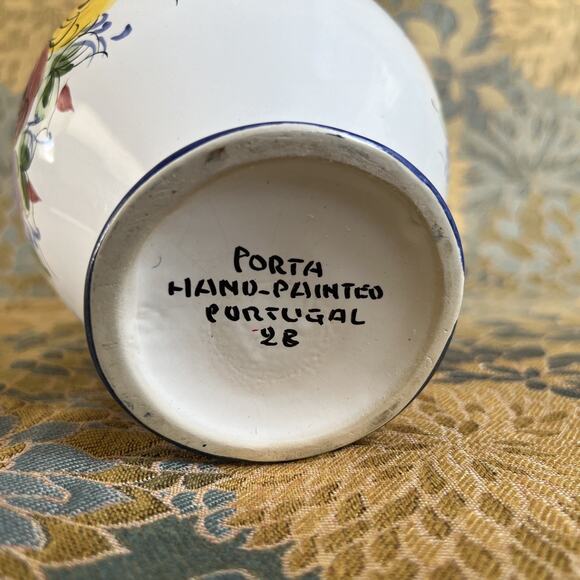 PORTA
HAND-PAINTED
PORTUGAL
28